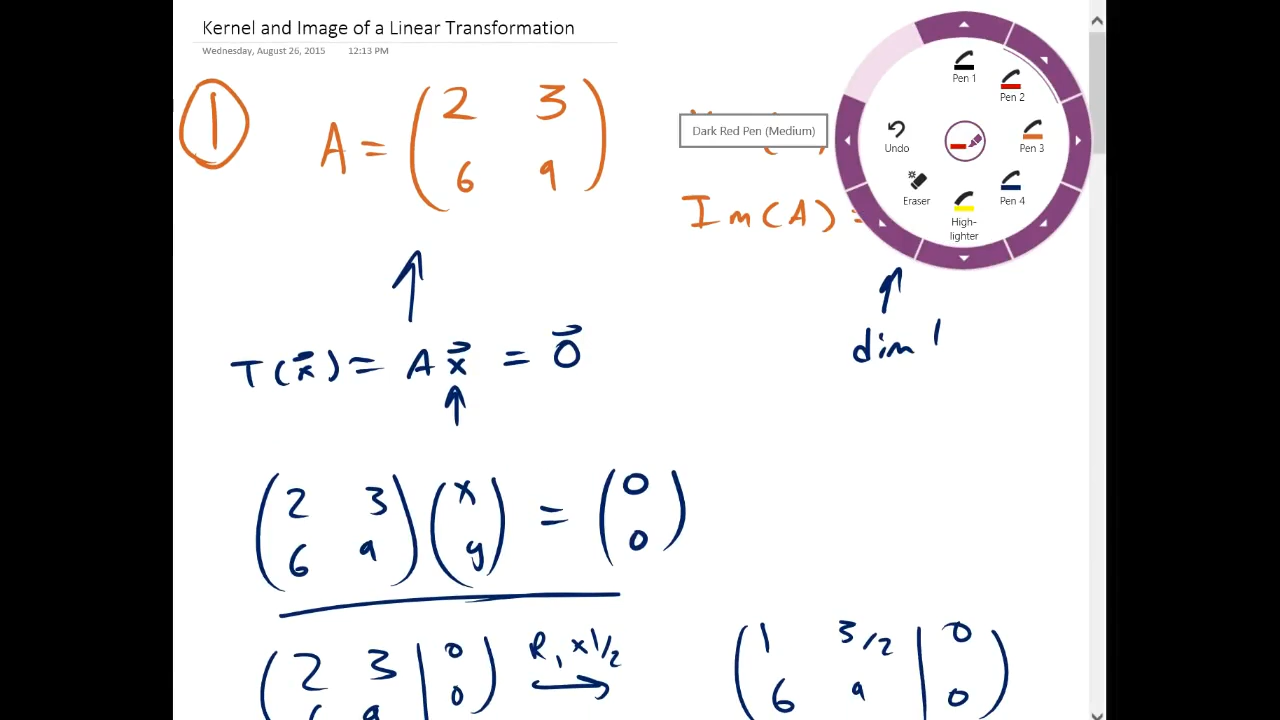 Kernel and Image of a Linear Transformation
Wednesday, August 26, 2015 12:13 PM
1
A = ( 2 3
6 9 )
Im(A) =
Dark Red Pen (Medium)
Pen 1
Pen 2
Pen 3
Pen 4
High-
lighter
Eraser
Undo
dim 1
T(x⃗) = A x⃗ = 0⃗
( 2 3
6 9 ) ( x
y ) = ( 0
0 )
( 2 3 | 0
6 9 | 0 ) R₁ x 1/2 → ( 1 3/2 | 0
6 9 | 0 )